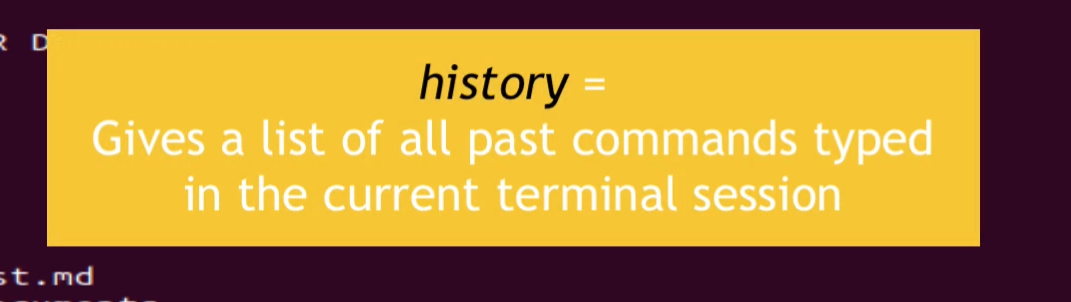 R D
history =
Gives a list of all past commands typed
in the current terminal session
st.md